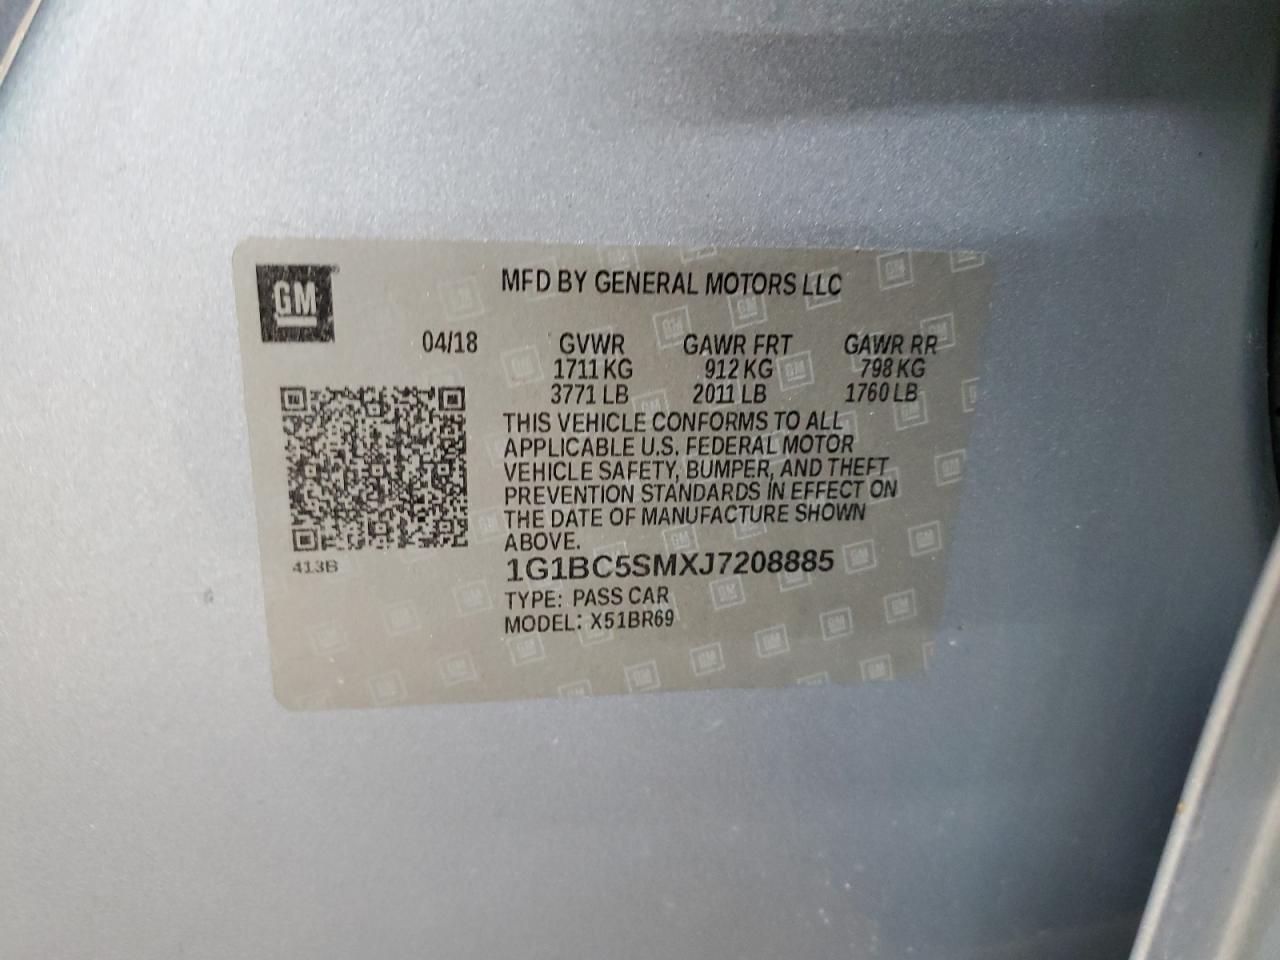 GM
MFD BY GENERAL MOTORS LLC
04/18 GVWR GAWR FRT GAWR RR
1711 KG 912 KG 798 KG
3771 LB 2011 LB 1760 LB
THIS VEHICLE CONFORMS TO ALL
APPLICABLE U.S. FEDERAL MOTOR
VEHICLE SAFETY, BUMPER, AND THEFT
PREVENTION STANDARDS IN EFFECT ON
THE DATE OF MANUFACTURE SHOWN
ABOVE.
413B
1G1BC5SMXJ7208885
TYPE: PASS CAR
MODEL: X51BR69